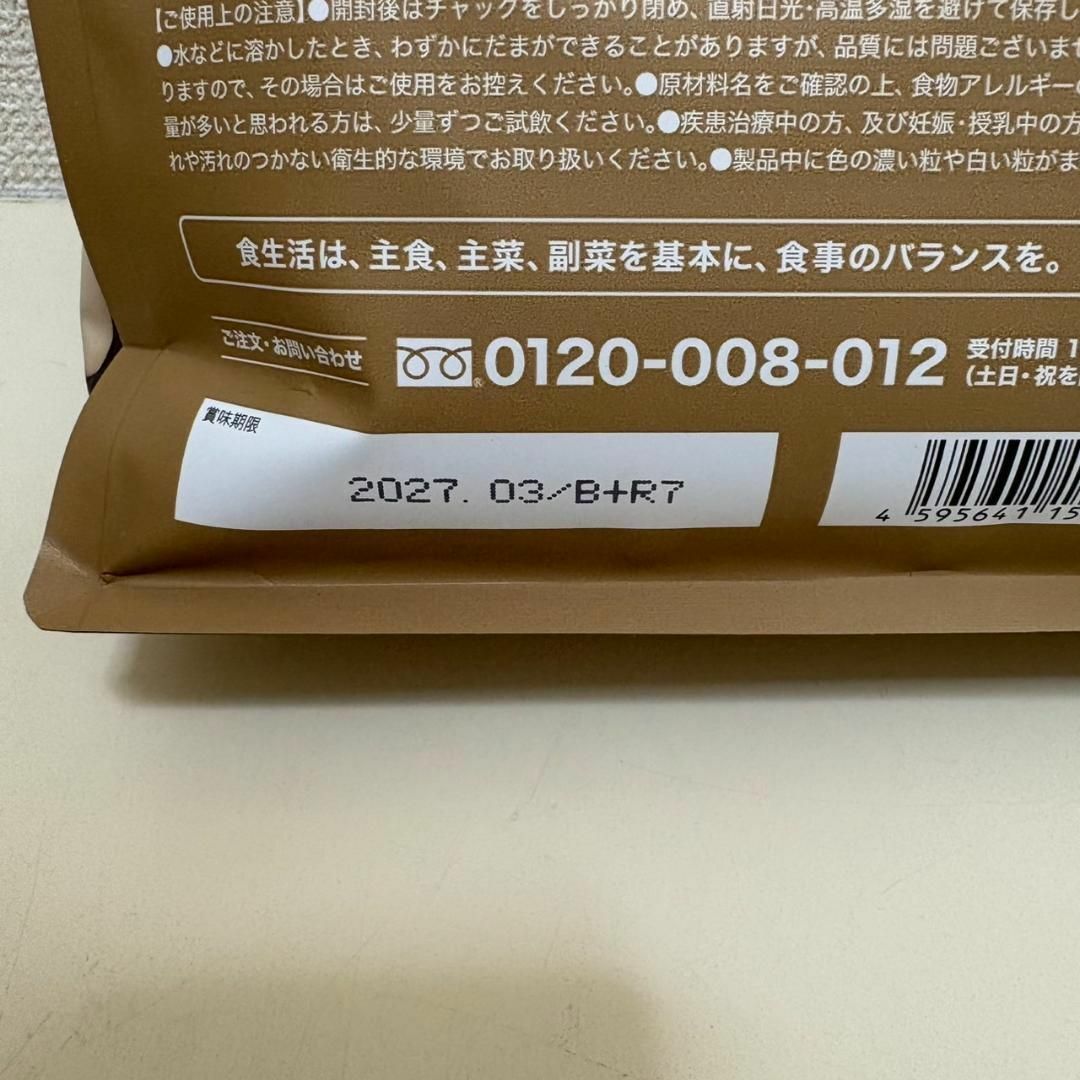 【ご使用上の注意】●開封後はチャックをしっかり閉め、直射日光・高温多湿を避けて保存し
●水などに溶かしたとき、わずかにだまができることがありますが、品質には問題ございませ
りますので、その場合はご使用をお控えください。●原材料名をご確認の上、食物アレルギーの
量が多いと思われる方は、少量ずつご試飲ください。●疾患治療中の方、及び妊娠・授乳中の方
れや汚れのつかない衛生的な環境でお取り扱いください。●製品中に色の濃い粒や白い粒がま
食生活は、主食、主菜、副菜を基本に、食事のバランスを。
ご注文・お問い合わせ
0120-008-012
受付時間 1
(土日・祝を
賞味期限
2027. 03/B+R7
4 595641 15